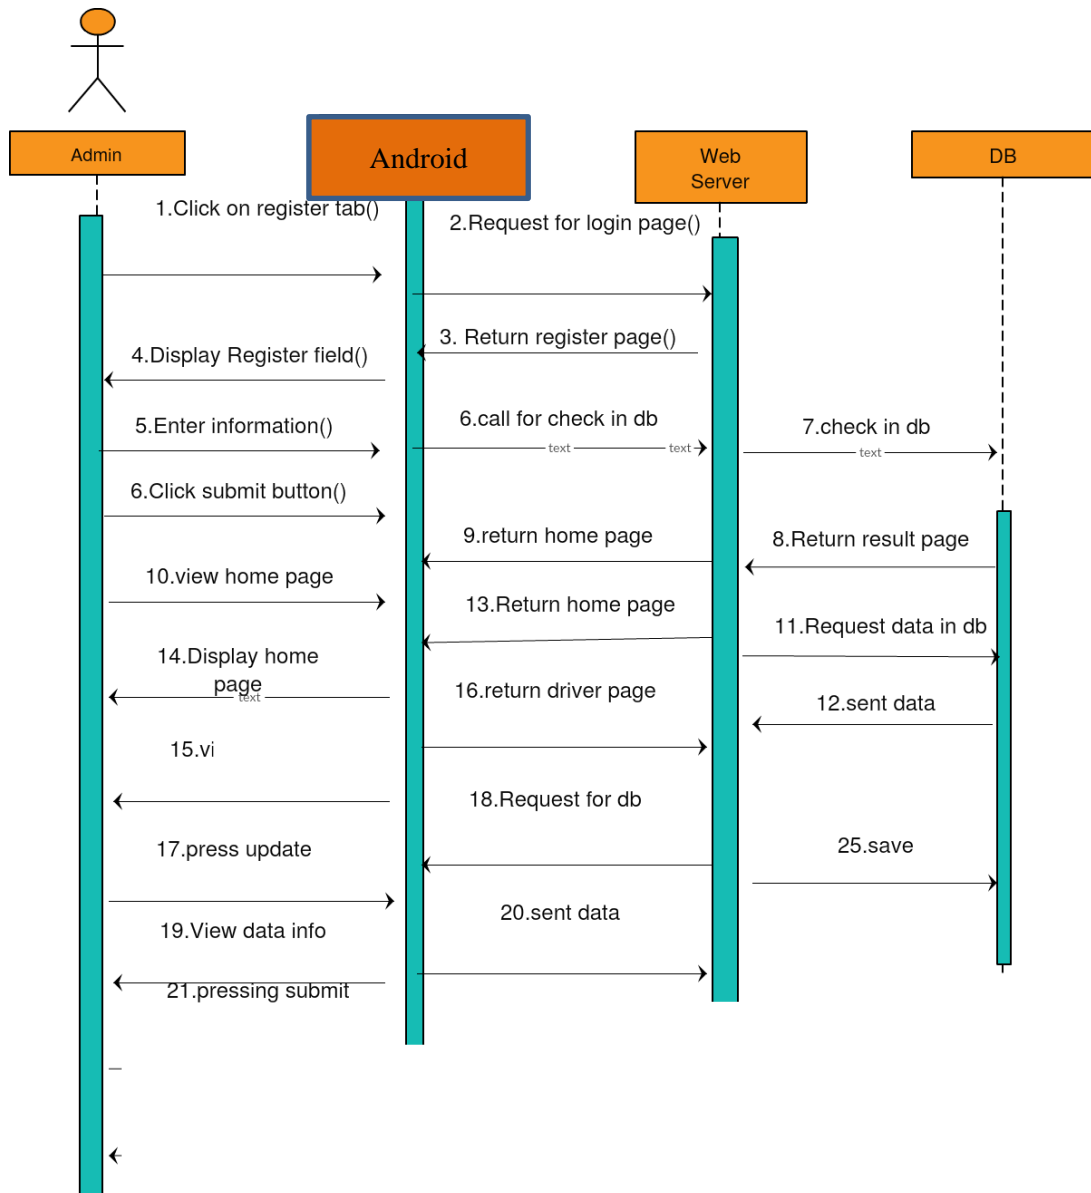 Admin
Android
Web
Server
DB
1.Click on register tab()
2.Request for login page()
3. Return register page()
4.Display Register field()
5.Enter information()
6.call for check in db
text
text
7.check in db
text
6.Click submit button()
9.return home page
8.Return result page
10.view home page
13.Return home page
11.Request data in db
14.Display home
page
text
16.return driver page
12.sent data
15.vi
18.Request for db
17.press update
25.save
20.sent data
19.View data info
21.pressing submit